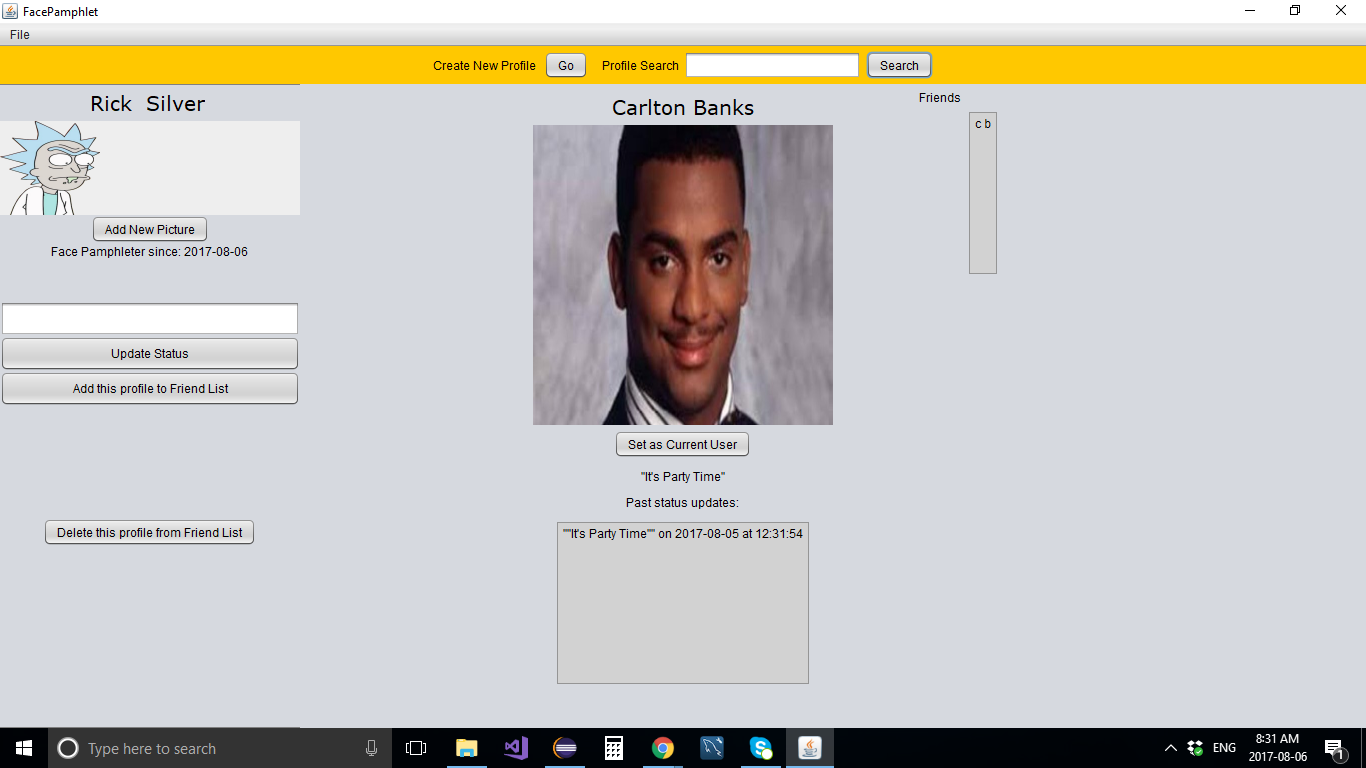 FacePamphlet
File
Create New Profile Go Profile Search Search
Rick Silver
Add New Picture
Face Pamphleter since: 2017-08-06
Update Status
Add this profile to Friend List
Delete this profile from Friend List
Carlton Banks
Set as Current User
"It's Party Time"
Past status updates:
""It's Party Time"" on 2017-08-05 at 12:31:54
Friends
c b
Type here to search
ENG
8:31 AM
2017-08-06
1